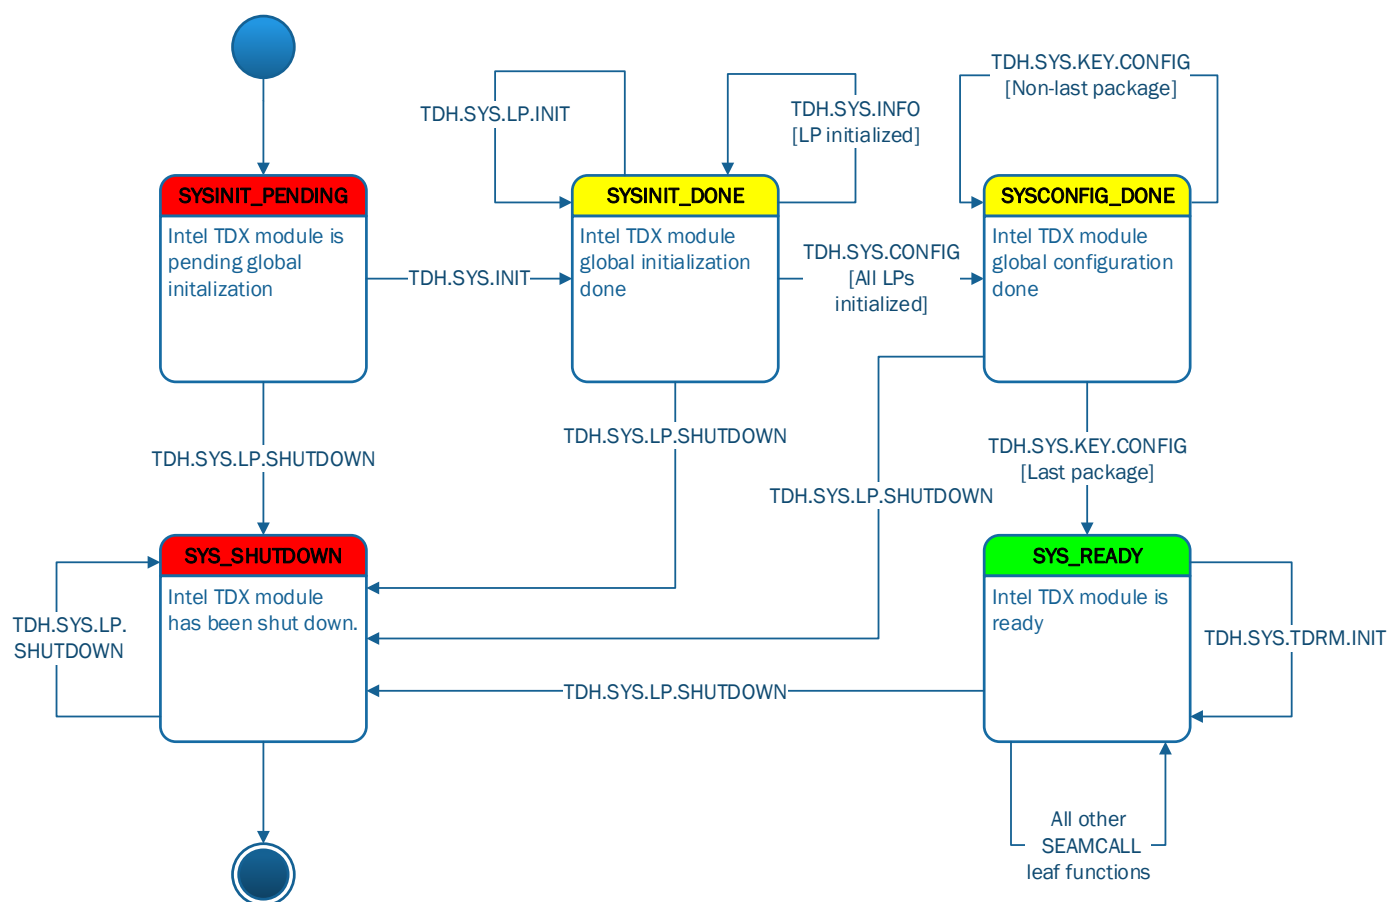 TDH.SYS.KEY.CONFIG
[Non-last package]
TDH.SYS.LP.INIT
TDH.SYS.INFO
[LP initialized]
SYSINIT_PENDING
Intel TDX module is
pending global
initalization
TDH.SYS.INIT
SYSINIT_DONE
Intel TDX module
global initialization
done
TDH.SYS.CONFIG
[All LPs
initialized]
SYSCONFIG_DONE
Intel TDX module
global configuration
done
TDH.SYS.LP.SHUTDOWN
TDH.SYS.LP.SHUTDOWN
TDH.SYS.LP.SHUTDOWN
TDH.SYS.KEY.CONFIG
[Last package]
SYS_SHUTDOWN
Intel TDX module
has been shut down.
TDH.SYS.LP.
SHUTDOWN
TDH.SYS.LP.SHUTDOWN
SYS_READY
Intel TDX module is
ready
TDH.SYS.TDRM.INIT
All other
SEAMCALL
leaf functions